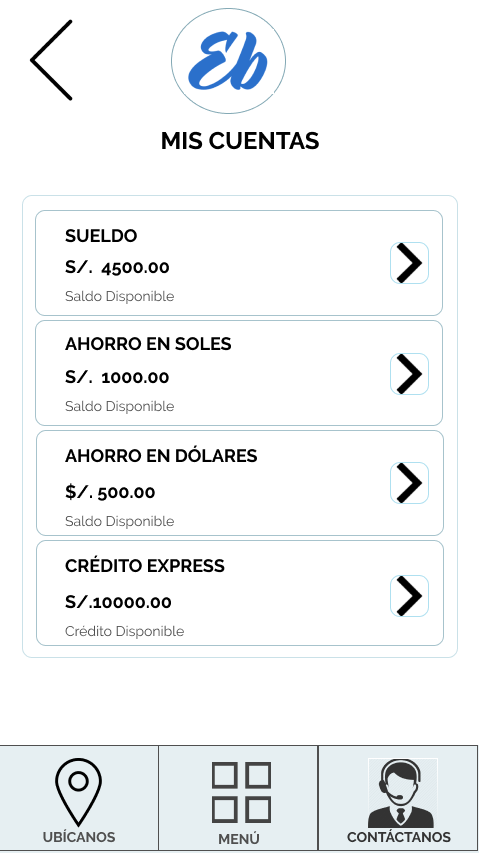 Eb
MIS CUENTAS
SUELDO
S/. 4500.00
Saldo Disponible
AHORRO EN SOLES
S/. 1000.00
Saldo Disponible
AHORRO EN DÓLARES
$/. 500.00
Saldo Disponible
CRÉDITO EXPRESS
S/.10000.00
Crédito Disponible
UBÍCANOS
MENÚ
CONTÁCTANOS